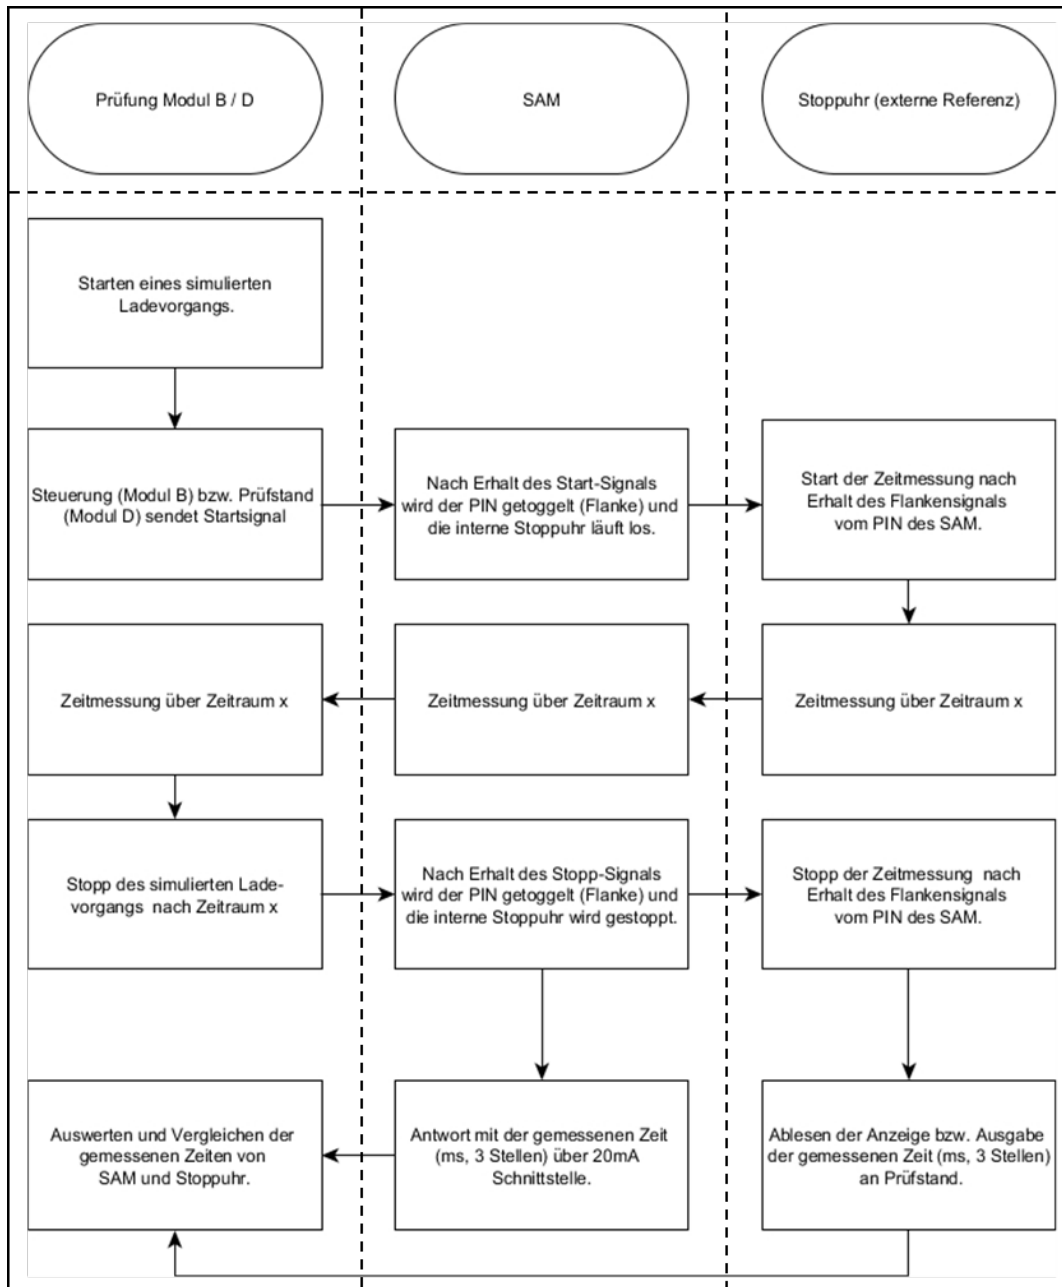 Prüfung Modul B / D
SAM
Stoppuhr (externe Referenz)
Starten eines simulierten
Ladevorgangs.
Steuerung (Modul B) bzw. Prüfstand
(Modul D) sendet Startsignal
Nach Erhalt des Start-Signals
wird der PIN getoggelt (Flanke) und
die interne Stoppuhr läuft los.
Start der Zeitmessung nach
Erhalt des Flankensignals
vom PIN des SAM.
Zeitmessung über Zeitraum x
Zeitmessung über Zeitraum x
Zeitmessung über Zeitraum x
Stopp des simulierten Lade-
vorgangs nach Zeitraum x
Nach Erhalt des Stopp-Signals
wird der PIN getoggelt (Flanke) und
die interne Stoppuhr wird gestoppt.
Stopp der Zeitmessung nach
Erhalt des Flankensignals
vom PIN des SAM.
Auswerten und Vergleichen der
gemessenen Zeiten von
SAM und Stoppuhr.
Antwort mit der gemessenen Zeit
(ms, 3 Stellen) über 20mA
Schnittstelle.
Ablesen der Anzeige bzw. Ausgabe
der gemessenen Zeit (ms, 3 Stellen)
an Prüfstand.